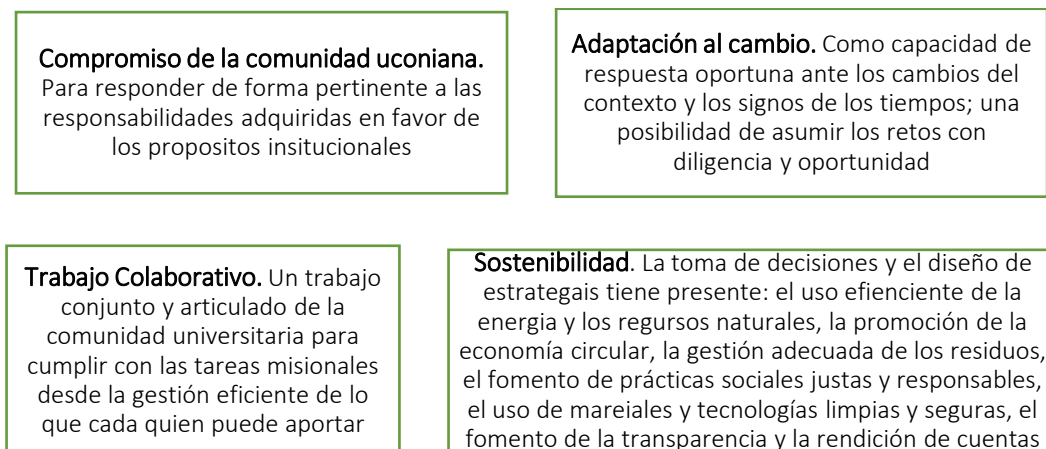 Compromiso de la comunidad uconiana.
Para responder de forma pertinente a las
responsabilidades adquiridas en favor de
los propositos insitucionales
Adaptación al cambio. Como capacidad de
respuesta oportuna ante los cambios del
contexto y los signos de los tiempos; una
posibilidad de asumir los retos con
diligencia y oportunidad
Trabajo Colaborativo. Un trabajo
conjunto y articulado de la
comunidad universitaria para
cumplir con las tareas misionales
desde la gestión eficiente de lo
que cada quien puede aportar
Sostenibilidad. La toma de decisiones y el diseño de
estrategais tiene presente: el uso efienciente de la
energia y los regursos naturales, la promoción de la
economía circular, la gestión adecuada de los residuos,
el fomento de prácticas sociales justas y responsables,
el uso de mareiales y tecnologías limpias y seguras, el
fomento de la transparencia y la rendición de cuentas